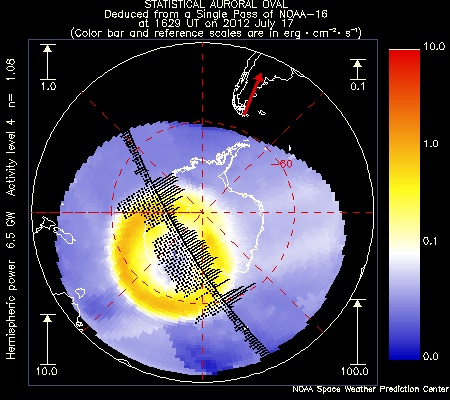 STATISTICAL AURORAL OVAL
Deduced from a Single Pass of NOAA-16
at 1629 UT on 2012 July 17
(Color bar and reference scales are in erg · cm⁻² · s⁻¹)
Hemispheric power 6.5 GW Activity level 4 n= 1.08
1.0
0.1
10.0
100.0
-60
10.0
1.0
0.1
0.0
NOAA Space Weather Prediction Center